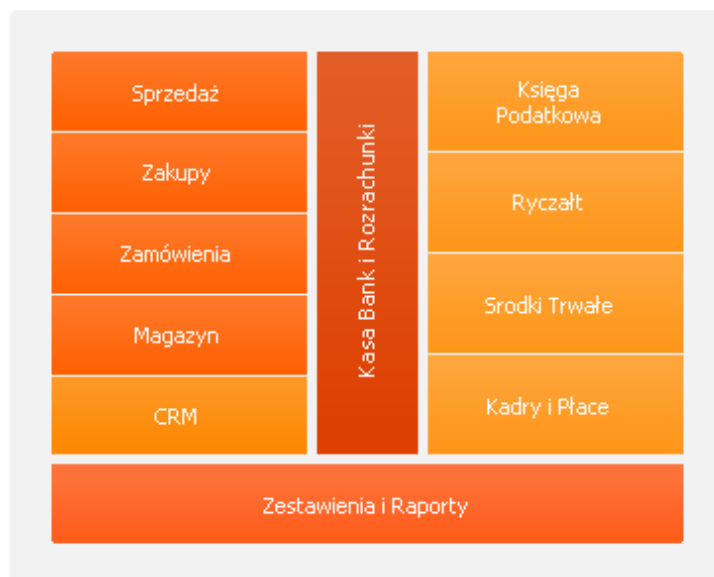 Sprzedaż
Zakupy
Zamówienia
Magazyn
CRM
Kasa Bank i Rozrachunki
Księga
Podatkowa
Ryczałt
Srodki Trwałe
Kadry i Płace
Zestawienia i Raporty